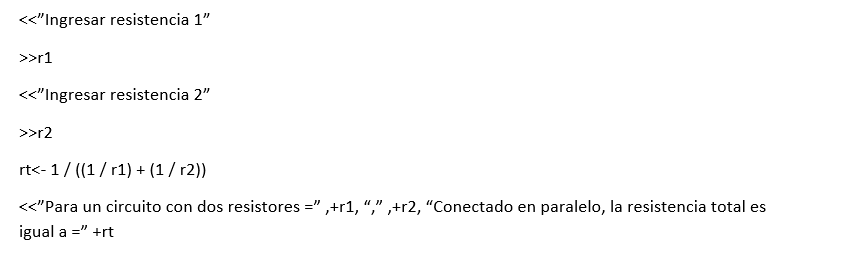 <<”Ingresar resistencia 1”
>>r1
<<”Ingresar resistencia 2”
>>r2
rt<- 1 / ((1 / r1) + (1 / r2))
<<”Para un circuito con dos resistores =” ,+r1, “,” ,+r2, “Conectado en paralelo, la resistencia total es
igual a =” +rt